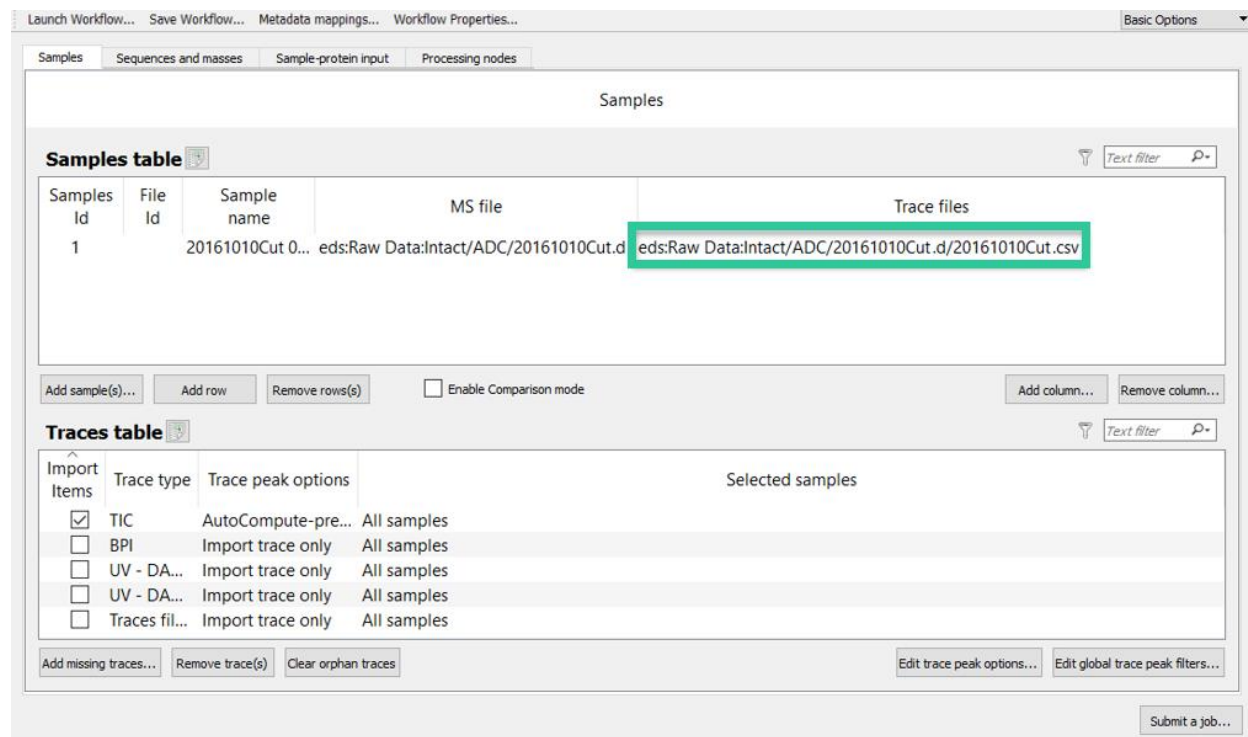 Launch Workflow... Save Workflow... Metadata mappings... Workflow Properties... Basic Options
Samples Sequences and masses Sample-protein input Processing nodes
Samples
Samples table Text filter
Samples Id File Id Sample name MS file Trace files
1 20161010Cut 0... eds:Raw Data:Intact/ADC/20161010Cut.d eds:Raw Data:Intact/ADC/20161010Cut.d/20161010Cut.csv
Add sample(s)... Add row Remove rows(s) Enable Comparison mode Add column... Remove column...
Traces table Text filter
Import Items Trace type Trace peak options Selected samples
TIC AutoCompute-pre... All samples
BPI Import trace only All samples
UV - DA... Import trace only All samples
UV - DA... Import trace only All samples
Traces fil... Import trace only All samples
Add missing traces... Remove trace(s) Clear orphan traces Edit trace peak options... Edit global trace peak filters...
Submit a job...